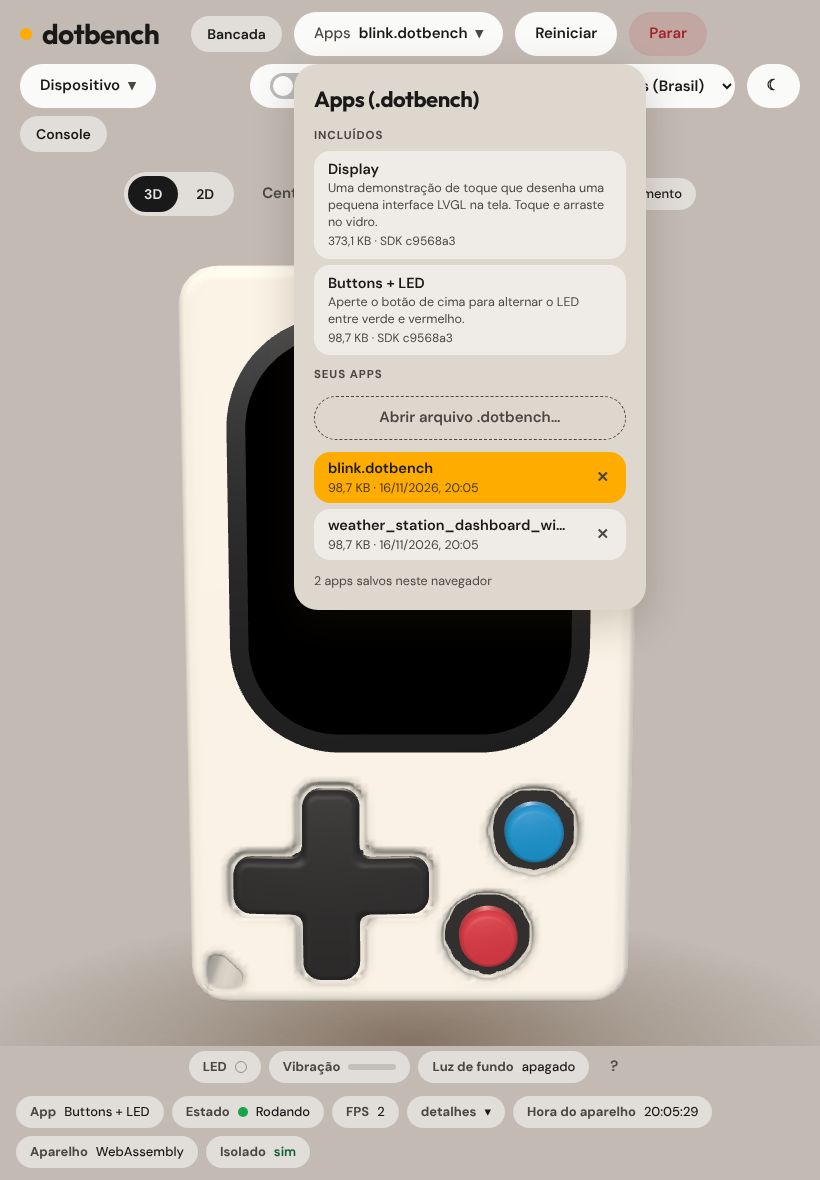 dotbench
Bancada
Apps blink.dotbench ▾
Reiniciar
Parar
Dispositivo ▾
(Brasil)
Console
3D
2D
Apps (.dotbench)
INCLUÍDOS
Display
Uma demonstração de toque que desenha uma
pequena interface LVGL na tela. Toque e arraste
no vidro.
373,1 KB · SDK c9568a3
Buttons + LED
Aperte o botão de cima para alternar o LED
entre verde e vermelho.
98,7 KB · SDK c9568a3
SEUS APPS
Abrir arquivo .dotbench…
blink.dotbench
98,7 KB · 16/11/2026, 20:05
✕
weather_station_dashboard_wi…
98,7 KB · 16/11/2026, 20:05
✕
2 apps salvos neste navegador
LED
Vibração
Luz de fundo apagado
?
App Buttons + LED
Estado Rodando
FPS 2
detalhes ▾
Hora do aparelho 20:05:29
Aparelho WebAssembly
Isolado sim